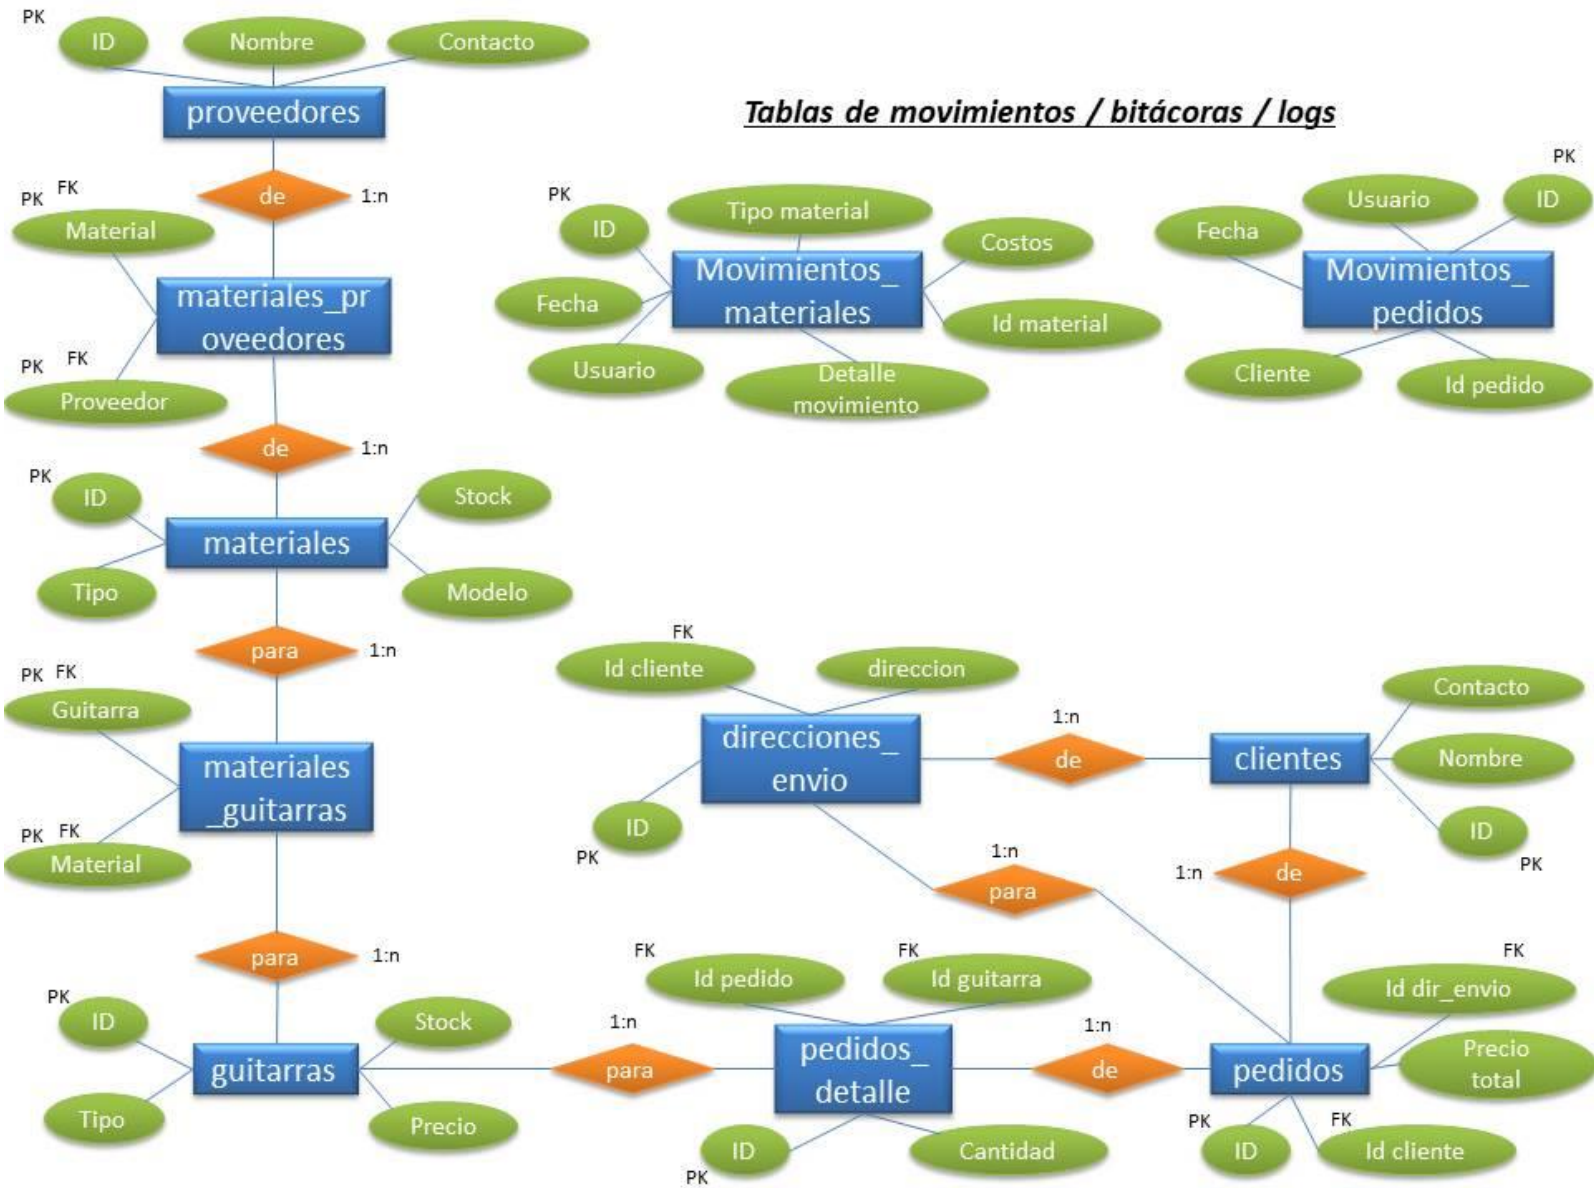 PK
ID
Nombre
Contacto
proveedores
Tablas de movimientos / bitácoras / logs
de
1:n
PK
FK
Material
materiales_pr
oveedores
PK
FK
Proveedor
de
1:n
PK
ID
Tipo material
Costos
Movimientos_
materiales
Fecha
Id material
Usuario
Detalle
movimiento
PK
Usuario
ID
Fecha
Movimientos_
pedidos
Cliente
Id pedido
PK
ID
Stock
materiales
Tipo
Modelo
para
1:n
PK
FK
Guitarra
materiales
_guitarras
PK
FK
Material
para
1:n
FK
Id cliente
direccion
direcciones_
envio
ID
PK
1:n
de
Contacto
clientes
Nombre
ID
PK
1:n
para
1:n
de
PK
ID
Stock
guitarras
Tipo
Precio
1:n
para
FK
Id pedido
FK
Id guitarra
pedidos_
detalle
ID
PK
Cantidad
1:n
de
FK
Id dir_envio
pedidos
Precio
total
PK
ID
FK
Id cliente